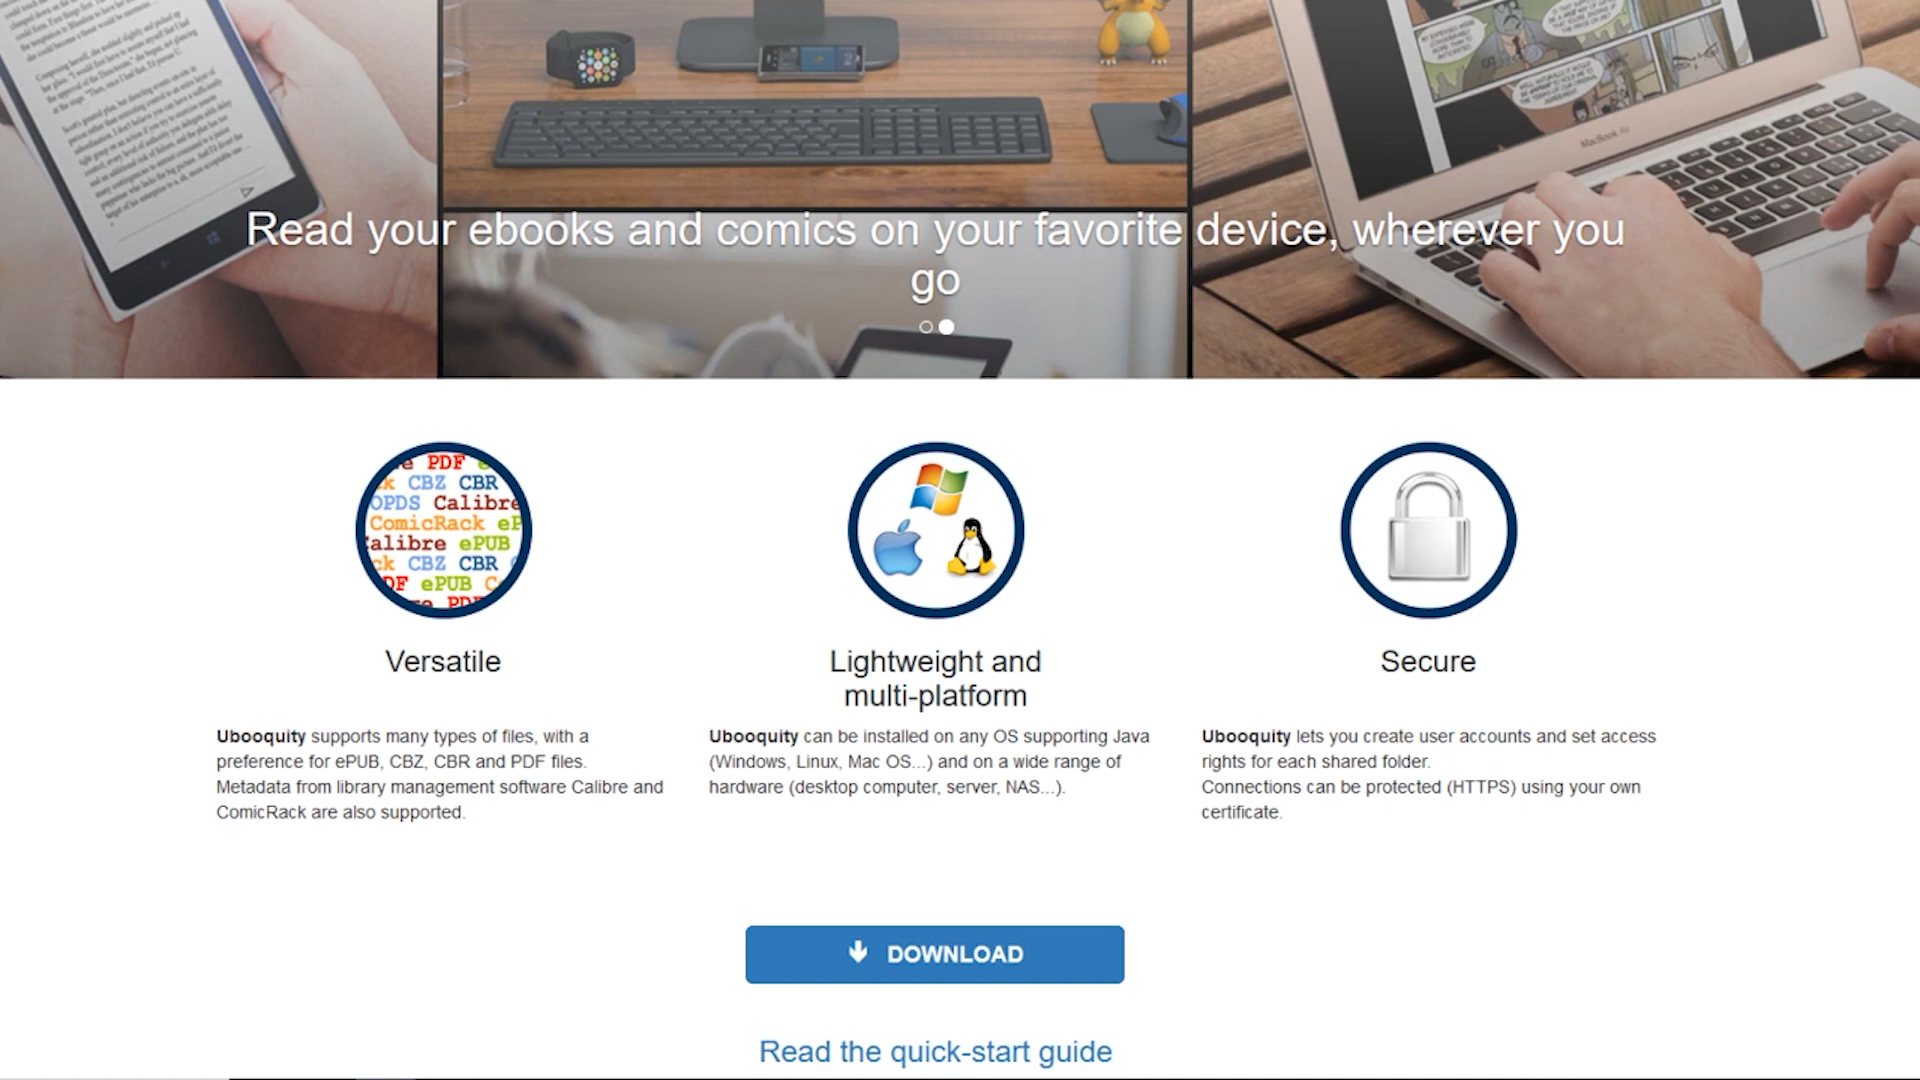 Read your ebooks and comics on your favorite device, wherever you
go
MacBook Air
PDF
CBZ CBR
OPDS Calibre
ComicRack eP
alibre ePUB
CBZ CBR
DF ePUB
Versatile
Lightweight and
multi-platform
Secure
Ubooquity supports many types of files, with a
preference for ePUB, CBZ, CBR and PDF files.
Metadata from library management software Calibre and
ComicRack are also supported.
Ubooquity can be installed on any OS supporting Java
(Windows, Linux, Mac OS...) and on a wide range of
hardware (desktop computer, server, NAS...).
Ubooquity lets you create user accounts and set access
rights for each shared folder.
Connections can be protected (HTTPS) using your own
certificate.
DOWNLOAD
Read the quick-start guide